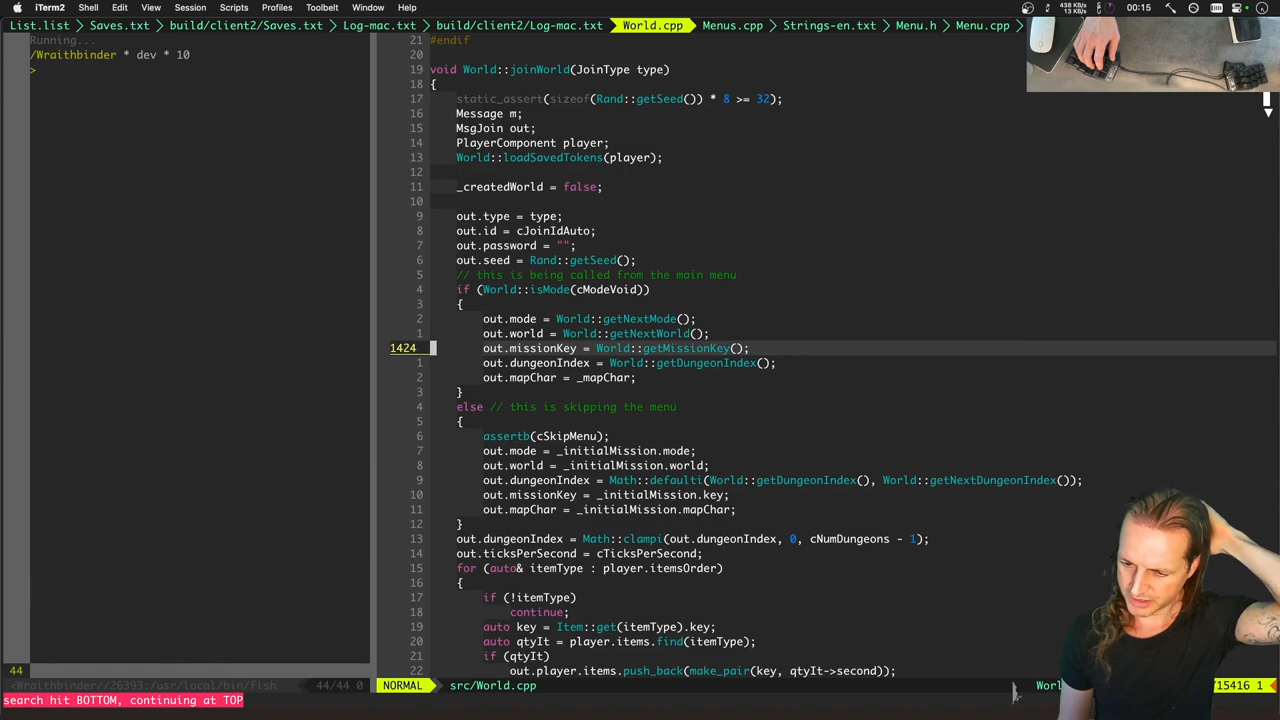 iTerm2 Shell Edit View Session Scripts Profiles Toolbelt Window Help 438 KB/s 13 KB/s 00:15
List.list > Saves.txt > build/client2/Saves.txt > Log-mac.txt > build/client2/Log-mac.txt > World.cpp > Menus.cpp > Strings-en.txt > Menu.h > Menu.cpp >
Running...
/Wraithbinder * dev * 10
>
21 #endif
20
19 void World::joinWorld(JoinType type)
18 {
17 static_assert(sizeof(Rand::getSeed()) * 8 >= 32);
16 Message m;
15 MsgJoin out;
14 PlayerComponent player;
13 World::loadSavedTokens(player);
12
11 _createdWorld = false;
10
9 out.type = type;
8 out.id = cJoinIdAuto;
7 out.password = "";
6 out.seed = Rand::getSeed();
5 // this is being called from the main menu
4 if (World::isMode(cModeVoid))
3 {
2 out.mode = World::getNextMode();
1 out.world = World::getNextWorld();
1424 out.missionKey = World::getMissionKey();
1 out.dungeonIndex = World::getDungeonIndex();
2 out.mapChar = _mapChar;
3 }
4 else // this is skipping the menu
5 {
6 assertb(cSkipMenu);
7 out.mode = _initialMission.mode;
8 out.world = _initialMission.world;
9 out.dungeonIndex = Math::defaulti(World::getDungeonIndex(), World::getNextDungeonIndex());
10 out.missionKey = _initialMission.key;
11 out.mapChar = _initialMission.mapChar;
12 }
13 out.dungeonIndex = Math::clampi(out.dungeonIndex, 0, cNumDungeons - 1);
14 out.ticksPerSecond = cTicksPerSecond;
15 for (auto& itemType : player.itemsOrder)
16 {
17 if (!itemType)
18 continue;
19 auto key = Item::get(itemType).key;
20 auto qtyIt = player.items.find(itemType);
21 if (qtyIt)
22 out.player.items.push_back(make_pair(key, qtyIt->second));
44
<Wraithbinder//26393:/usr/local/bin/fish 44/44 0
NORMAL src/World.cpp Worl /15416 1
search hit BOTTOM, continuing at TOP